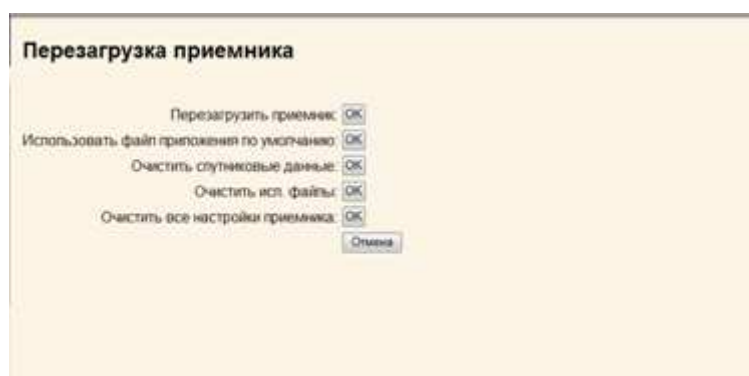 Перезагрузка приемника
Перезагрузить приемник: OK
Использовать файл приложения по умолчанию: OK
Очистить спутниковые данные: OK
Очистить исп. файлы: OK
Очистить все настройки приемника: OK
Отмена